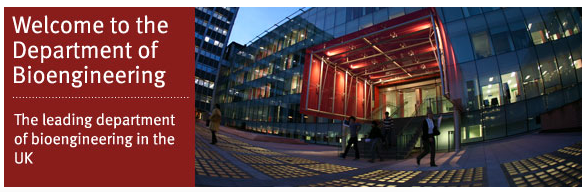 Welcome to the
Department of
Bioengineering
The leading department
of bioengineering in the
UK